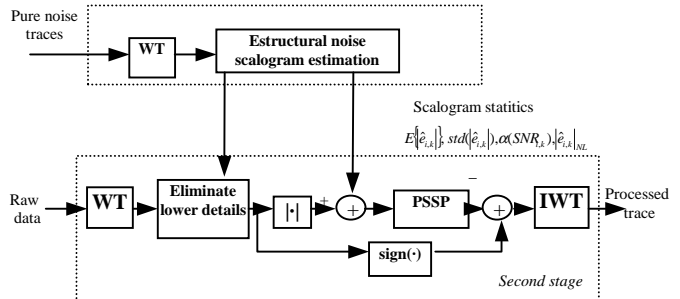 Pure noise
traces
WT
Estructural noise
scalogram estimation
Scalogram statitics
E{|ê_{i,k}|}, std(|ê_{i,k}|), α(SNR_{i,k}), |ê_{i,k}|_{NL}
Raw
data
WT
Eliminate
lower details
|·|
+
+
PSSP
−
+
IWT
Processed
trace
sign(·)
Second stage